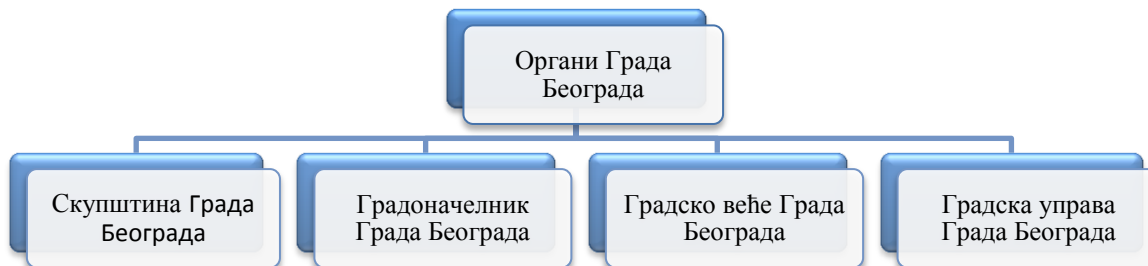 Органи Града
Београда
Скупштина Града
Београда
Градоначелник
Града Београда
Градско веће Града
Београда
Градска управа
Града Београда